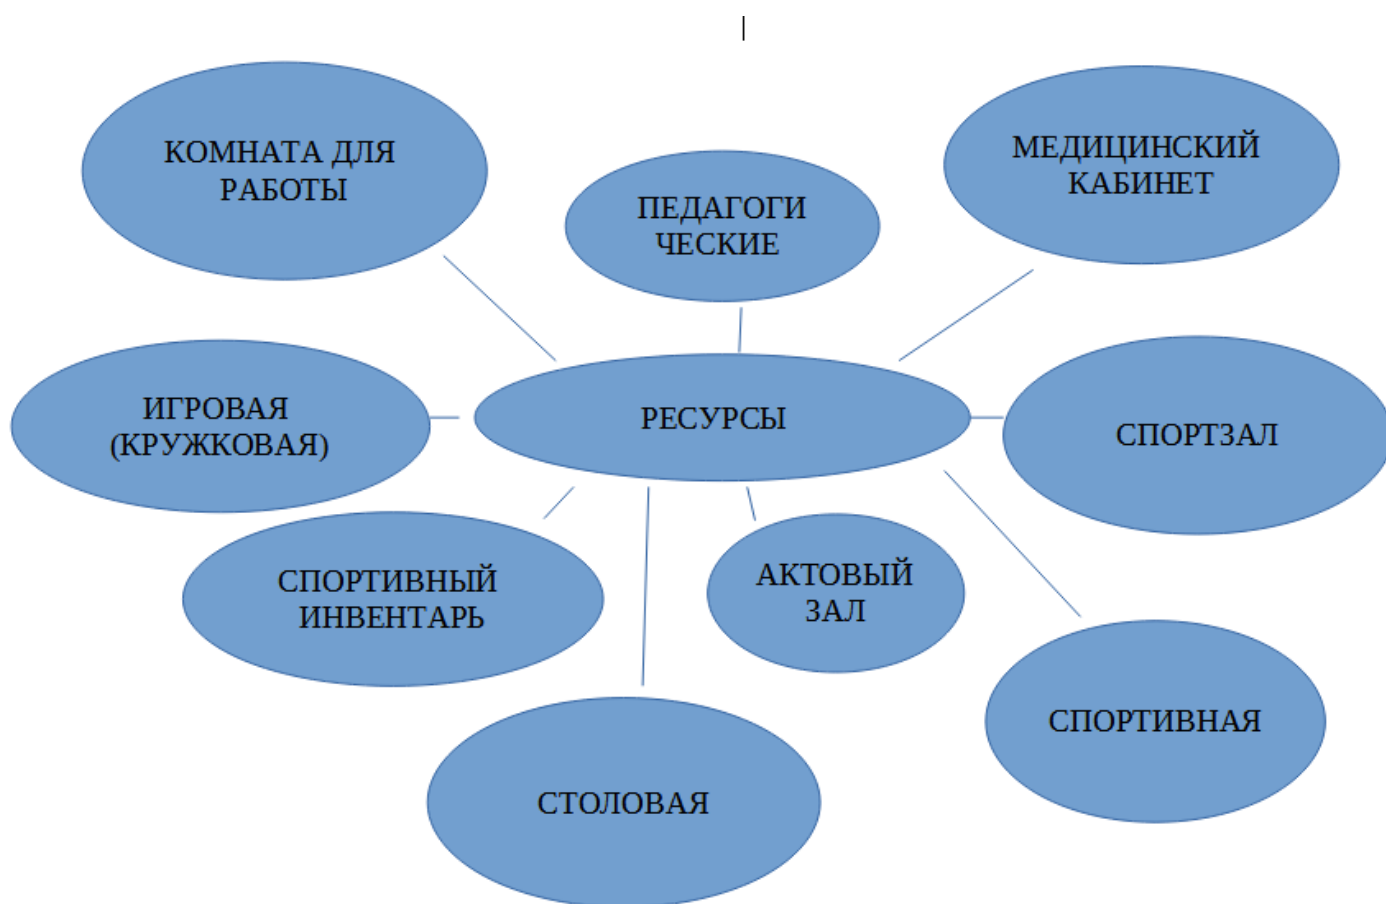 КОМНАТА ДЛЯ
РАБОТЫ
ПЕДАГОГИ
ЧЕСКИЕ
МЕДИЦИНСКИЙ
КАБИНЕТ
ИГРОВАЯ
(КРУЖКОВАЯ)
РЕСУРСЫ
СПОРТЗАЛ
СПОРТИВНЫЙ
ИНВЕНТАРЬ
АКТОВЫЙ
ЗАЛ
СПОРТИВНАЯ
СТОЛОВАЯ